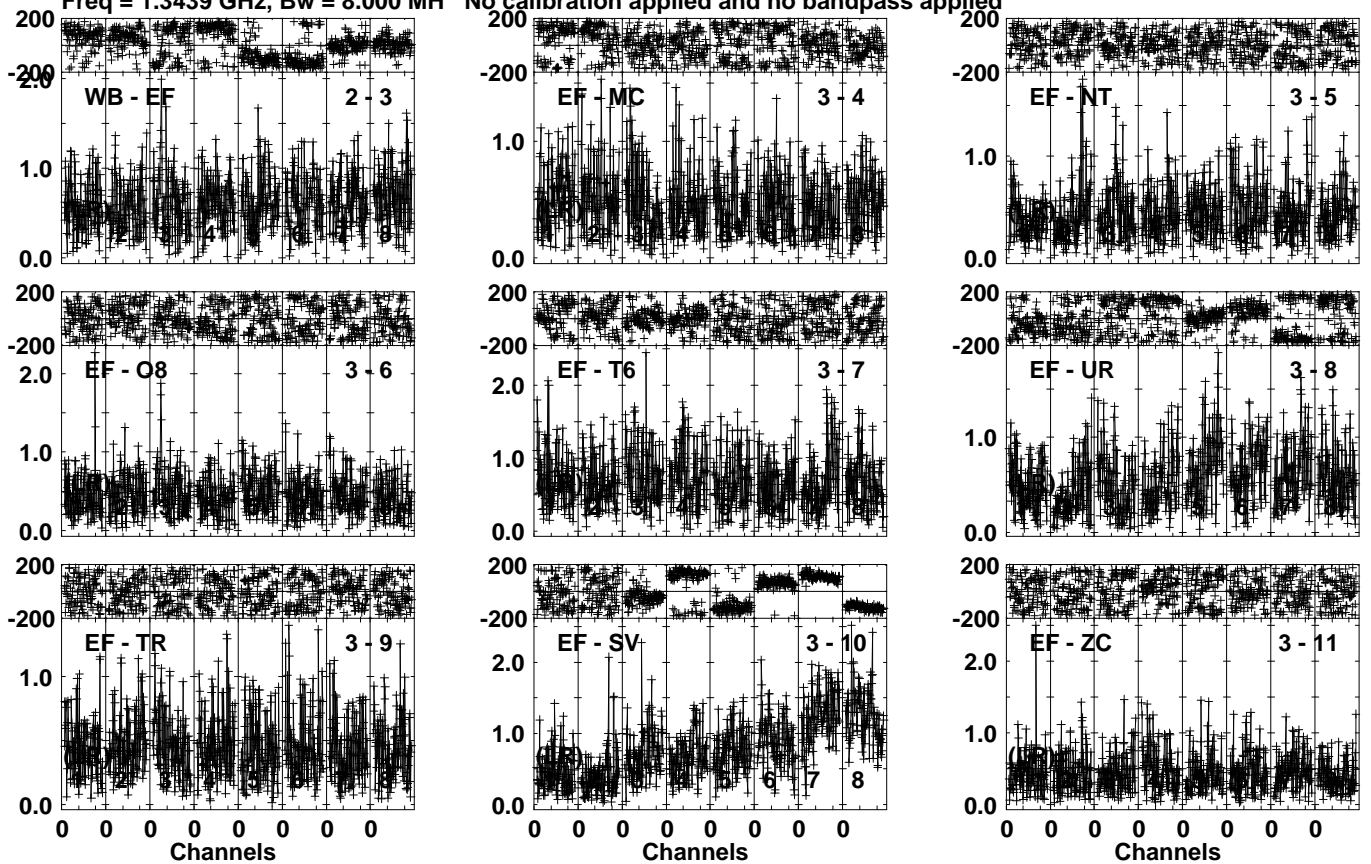 Freq = 1.3439 GHz, Bw = 8.000 MH No calibration applied and no bandpass applied
200 200 200
-200 -200 -200
2.0
WB - EF 2 - 3 EF - MC 3 - 4 EF - NT 3 - 5
1.0 1.0 1.0
0.0 0.0 0.0
200 200 200
-200 -200 -200
EF - O8 3 - 6 EF - T6 3 - 7 EF - UR 3 - 8
2.0 2.0
1.0 1.0 1.0
0.0 0.0 0.0
200 200 200
-200 -200 -200
EF - TR 3 - 9 EF - SV 3 - 10 EF - ZC 3 - 11
1.0 2.0 2.0
1.0 1.0
6 7 8
0.0 0.0 0.0
0 0 0 0 0 0 0 0 0 0 0 0 0 0 0 0 0 0 0 0 0 0 0 0
Channels Channels Channels